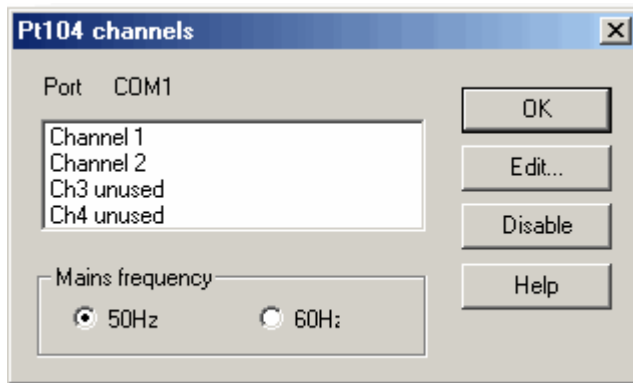 Pt104 channels
Port COM1
Channel 1
Channel 2
Ch3 unused
Ch4 unused
OK
Edit...
Disable
Help
Mains frequency
50Hz
60Hz